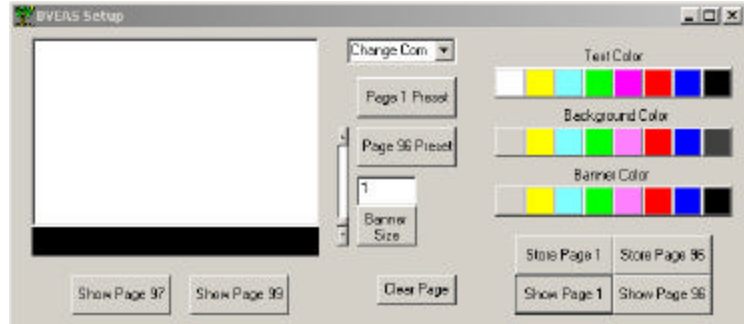 BVEAS Setup
Change Com
Text Color
Page 1 Preset
Background Color
Page 96 Preset
Banner Color
1
Banner
Size
Store Page 1
Store Page 96
Show Page 97
Show Page 99
Clear Page
Show Page 1
Show Page 96